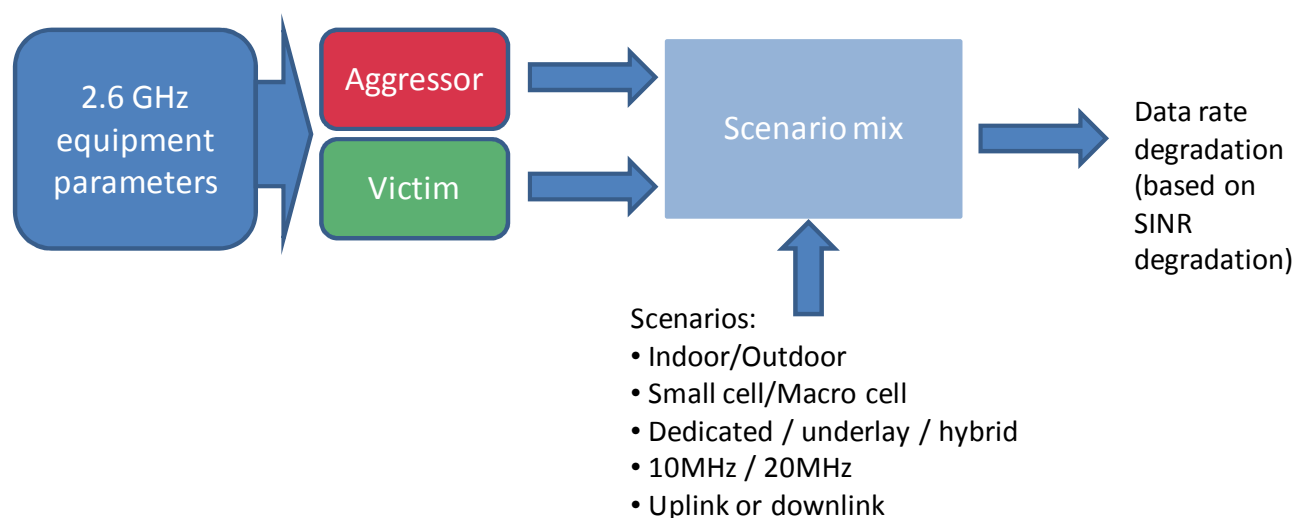 2.6 GHz
equipment
parameters
Aggressor
Victim
Scenario mix
Data rate
degradation
(based on
SINR
degradation)
Scenarios:
• Indoor/Outdoor
• Small cell/Macro cell
• Dedicated / underlay / hybrid
• 10MHz / 20MHz
• Uplink or downlink